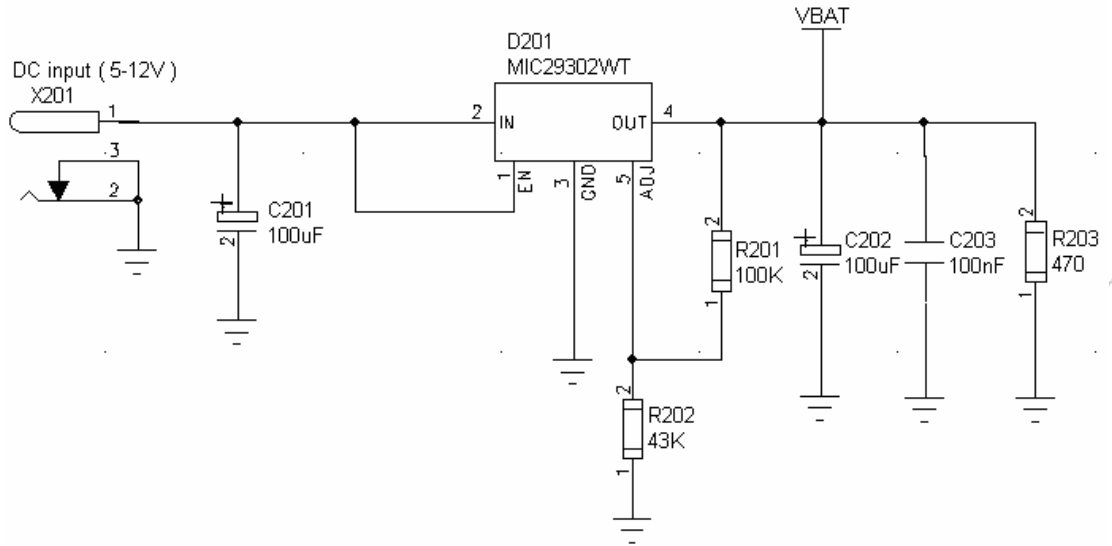 VBAT
D201
MIC29302WT
DC input ( 5-12V )
X201
1
2
IN
OUT
4
3
2
1
EN
3
GND
5
ADJ
C201
100uF
2
2
R201
100K
1
C202
100uF
2
C203
100nF
2
R203
470
1
2
R202
43K
1